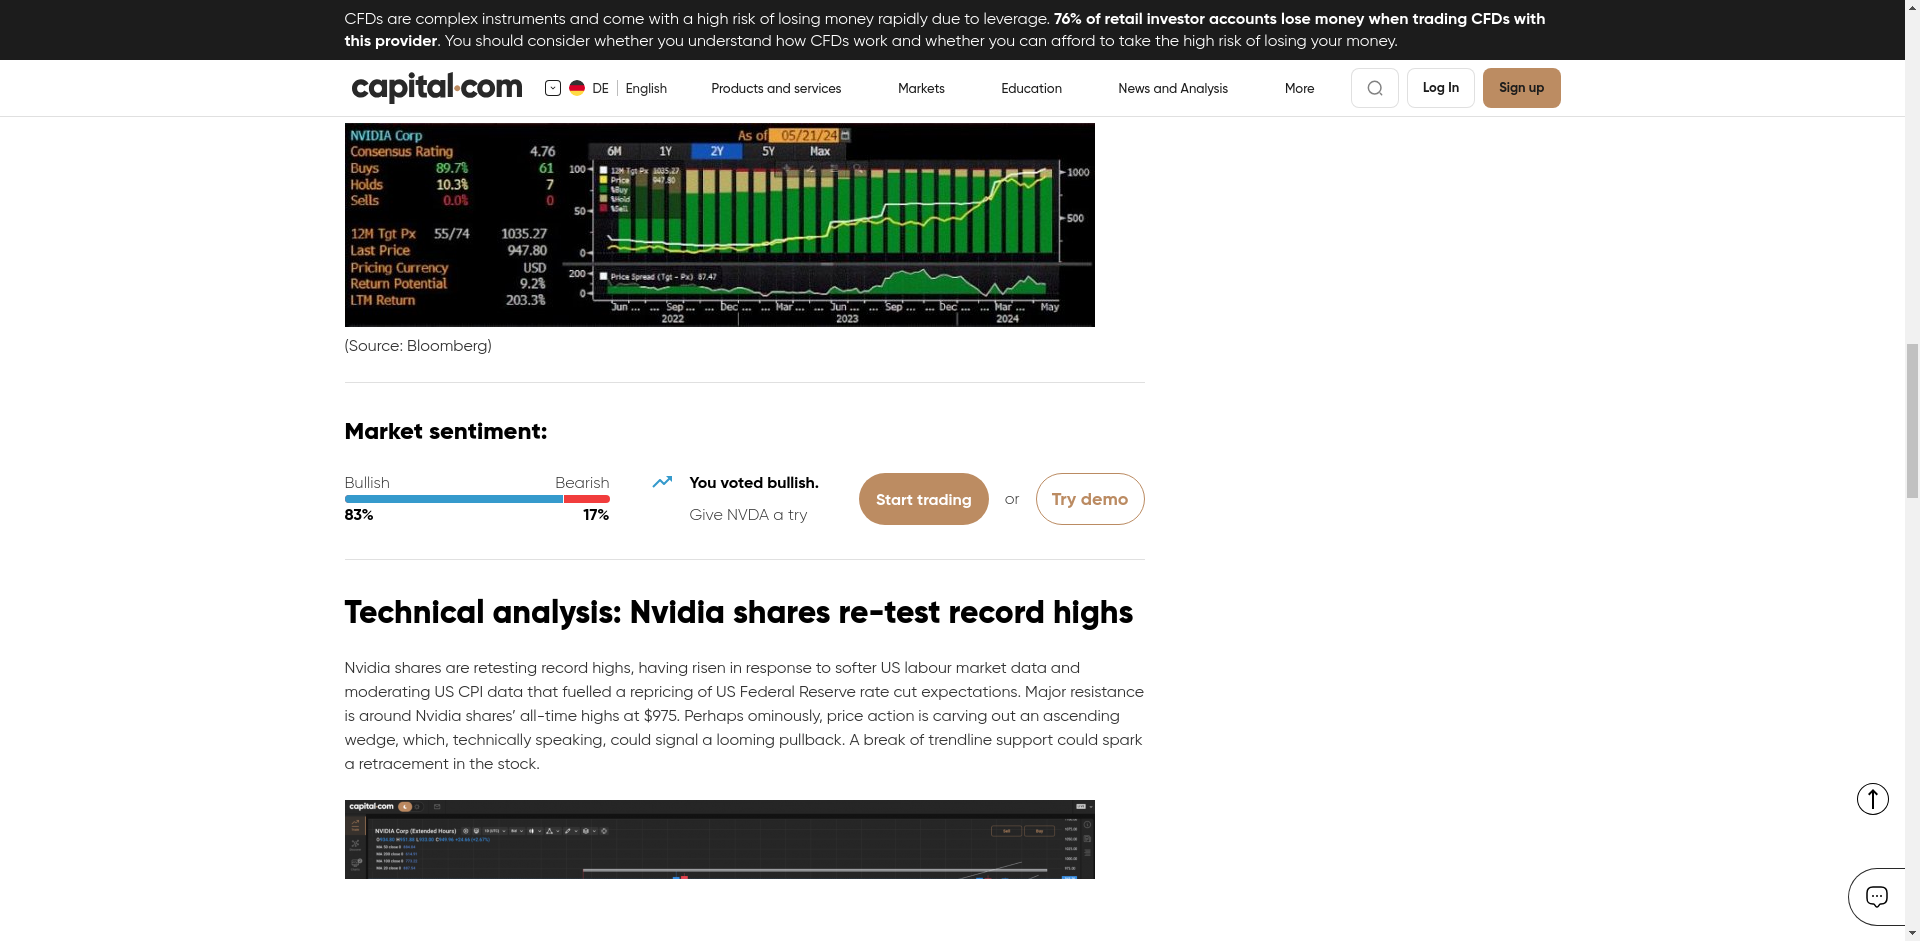 CFDs are complex instruments and come with a high risk of losing money rapidly due to leverage. 76% of retail investor accounts lose money when trading CFDs with
this provider. You should consider whether you understand how CFDs work and whether you can afford to take the high risk of losing your money.
capital.com
DE English
Products and services
Markets
Education
News and Analysis
More
Log In
Sign up
NVIDIA Corp
As of 05/21/24
Consensus Rating 4.76
6M 1Y 2Y 5Y Max
Buys 89.7% 61
Holds 10.3% 7
Sells 0.0% 0
12M Tgt Px 55/74 1035.27
Last Price 947.80
Pricing Currency USD
Return Potential 9.2%
LTM Return 203.3%
100
50
0
12M Tgt Px 1035.27
Price 947.80
%Buy
%Hold
%Sell
1000
500
200
0
Price Spread (Tgt - Px) 87.47
Jun ... ... Sep ... ... Dec ... ... Mar ... ... Jun ... ... Sep ... ... Dec ... ... Mar ... May
2022 2023 2024
(Source: Bloomberg)
Market sentiment:
Bullish Bearish
83% 17%
You voted bullish.
Give NVDA a try
Start trading
or
Try demo
Technical analysis: Nvidia shares re-test record highs
Nvidia shares are retesting record highs, having risen in response to softer US labour market data and
moderating US CPI data that fuelled a repricing of US Federal Reserve rate cut expectations. Major resistance
is around Nvidia shares’ all-time highs at $975. Perhaps ominously, price action is carving out an ascending
wedge, which, technically speaking, could signal a looming pullback. A break of trendline support could spark
a retracement in the stock.
capital.com
NVIDIA Corp (Extended Hours)
Sell
Buy